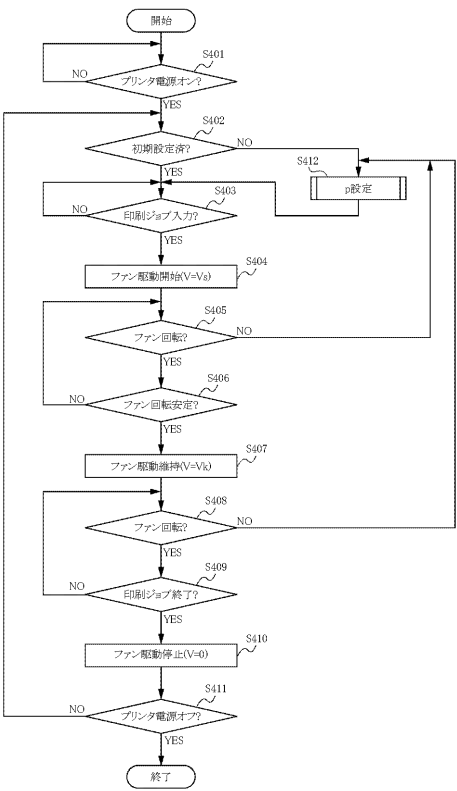 開始
S401
NO
プリンタ電源オン?
YES
S402
初期設定済?
NO
YES
S412
p設定
S403
NO
印刷ジョブ入力?
YES
S404
ファン駆動開始(V=Vs)
S405
ファン回転?
NO
YES
S406
NO
ファン回転安定?
YES
S407
ファン駆動維持(V=Vk)
S408
ファン回転?
NO
YES
S409
NO
印刷ジョブ終了?
YES
S410
ファン駆動停止(V=0)
S411
NO
プリンタ電源オフ?
YES
終了